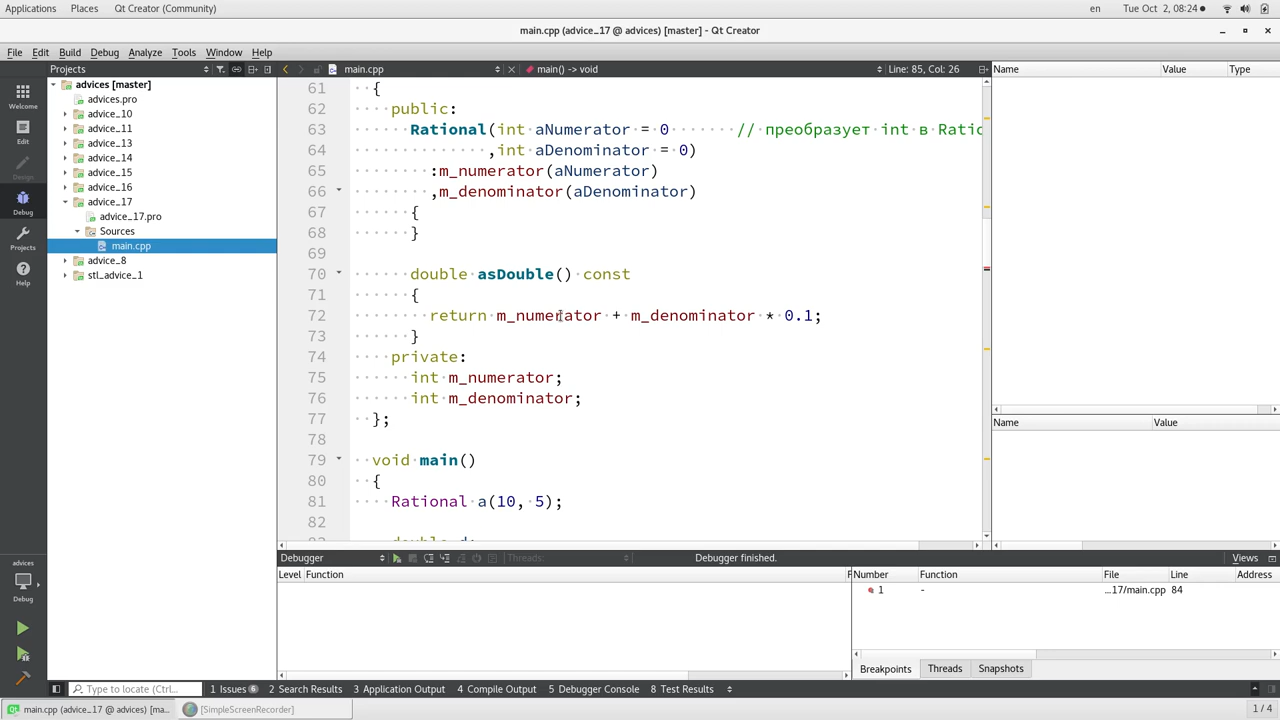 Applications Places Qt Creator (Community) en Tue Oct 2, 08:24
main.cpp (advice_17 @ advices) [master] - Qt Creator
File Edit Build Debug Analyze Tools Window Help
Projects main.cpp main() -> void Line: 85, Col: 26 Name Value Type
Welcome
Edit
Design
Debug
Projects
Help
advices [master]
advices.pro
advice_10
advice_11
advice_13
advice_14
advice_15
advice_16
advice_17
advice_17.pro
Sources
main.cpp
advice_8
stl_advice_1
61 {
62 public:
63 Rational(int aNumerator = 0 // преобразует int в Ratio
64 ,int aDenominator = 0)
65 :m_numerator(aNumerator)
66 ,m_denominator(aDenominator)
67 {
68 }
69
70 double asDouble() const
71 {
72 return m_numerator + m_denominator * 0.1;
73 }
74 private:
75 int m_numerator;
76 int m_denominator;
77 };
78
79 void main()
80 {
81 Rational a(10, 5);
82
Name Value
Debugger Threads: Debugger finished. Views
Level Function Number Function File Line Address
1 - ...17/main.cpp 84
Breakpoints Threads Snapshots
advices
Debug
Type to locate (Ctrl... 1 Issues 6 2 Search Results 3 Application Output 4 Compile Output 5 Debugger Console 8 Test Results
main.cpp (advice_17 @ advices) [ma... [SimpleScreenRecorder] 1 / 4